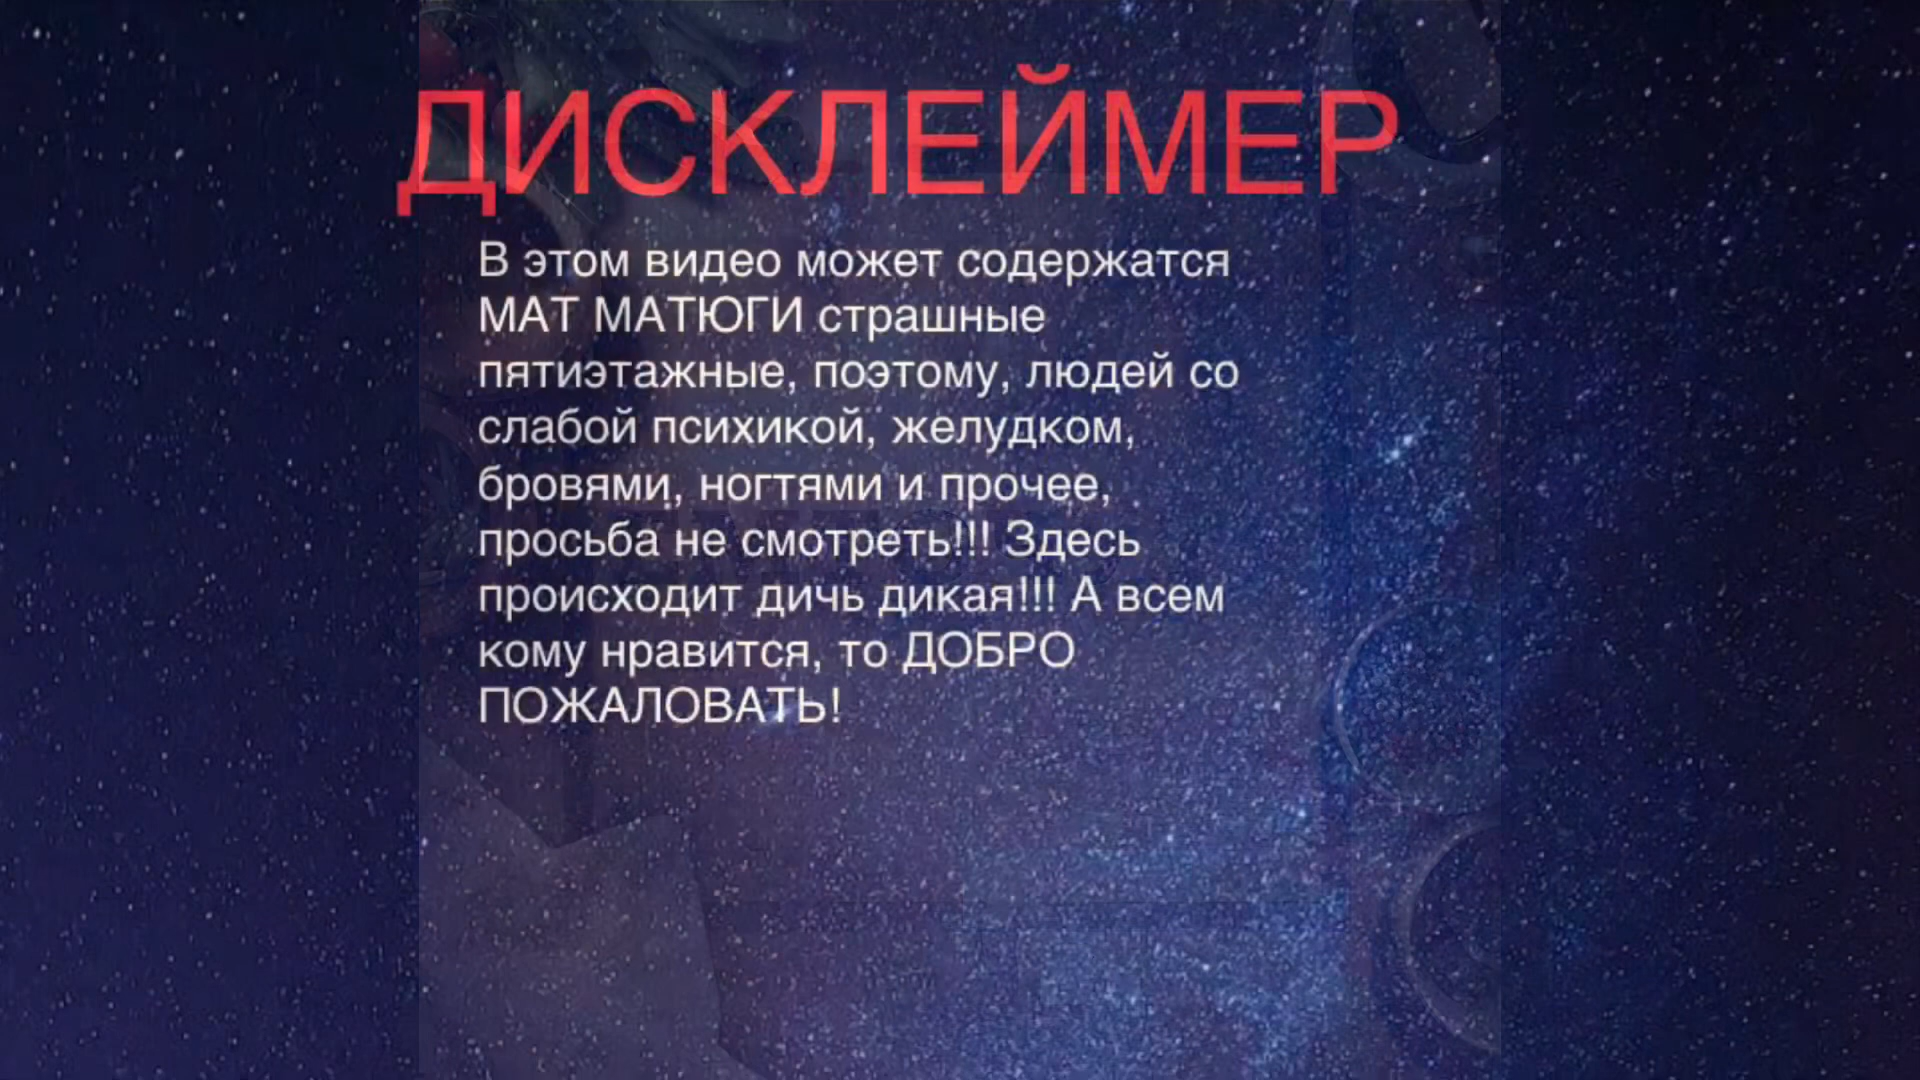 ДИСКЛЕЙМЕР
В этом видео может содержатся
МАТ МАТЮГИ страшные
пятиэтажные, поэтому, людей со
слабой психикой, желудком,
бровями, ногтями и прочее,
просьба не смотреть!!! Здесь
происходит дичь дикая!!! А всем
кому нравится, то ДОБРО
ПОЖАЛОВАТЬ!